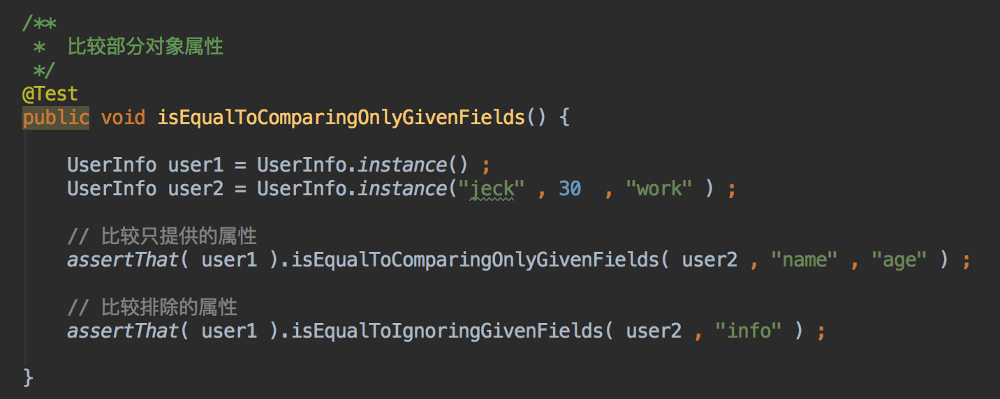 /**
 *  比较部分对象属性
 */
@Test
public void isEqualToComparingOnlyGivenFields() {
UserInfo user1 = UserInfo.instance() ;
UserInfo user2 = UserInfo.instance("jeck" , 30  , "work" ) ;
// 比较只提供的属性
assertThat( user1 ).isEqualToComparingOnlyGivenFields( user2 , "name" , "age" ) ;
// 比较排除的属性
assertThat( user1 ).isEqualToIgnoringGivenFields( user2 , "info" ) ;
}